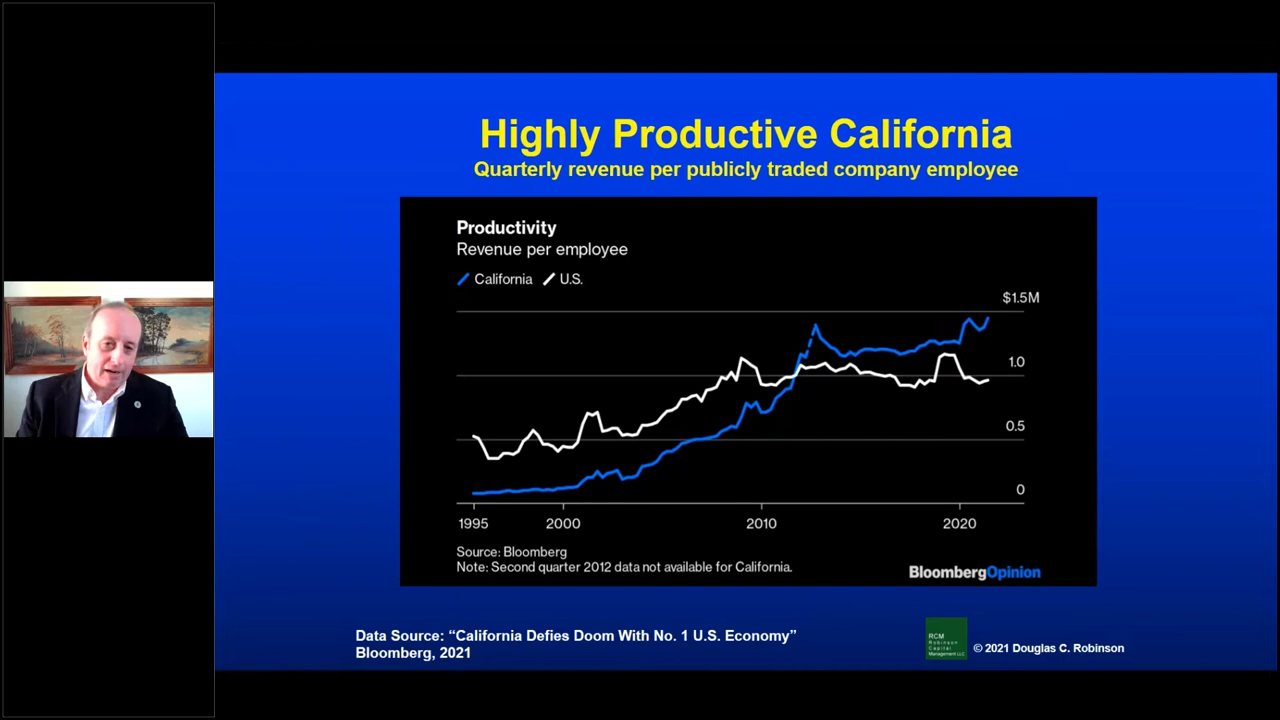 Highly Productive California
Quarterly revenue per publicly traded company employee
Productivity
Revenue per employee
California U.S.
$1.5M
1.0
0.5
0
1995 2000 2010 2020
Source: Bloomberg
Note: Second quarter 2012 data not available for California.
BloombergOpinion
Data Source: “California Defies Doom With No. 1 U.S. Economy”
Bloomberg, 2021
RCM
Robinson
Capital
Management LLC
© 2021 Douglas C. Robinson